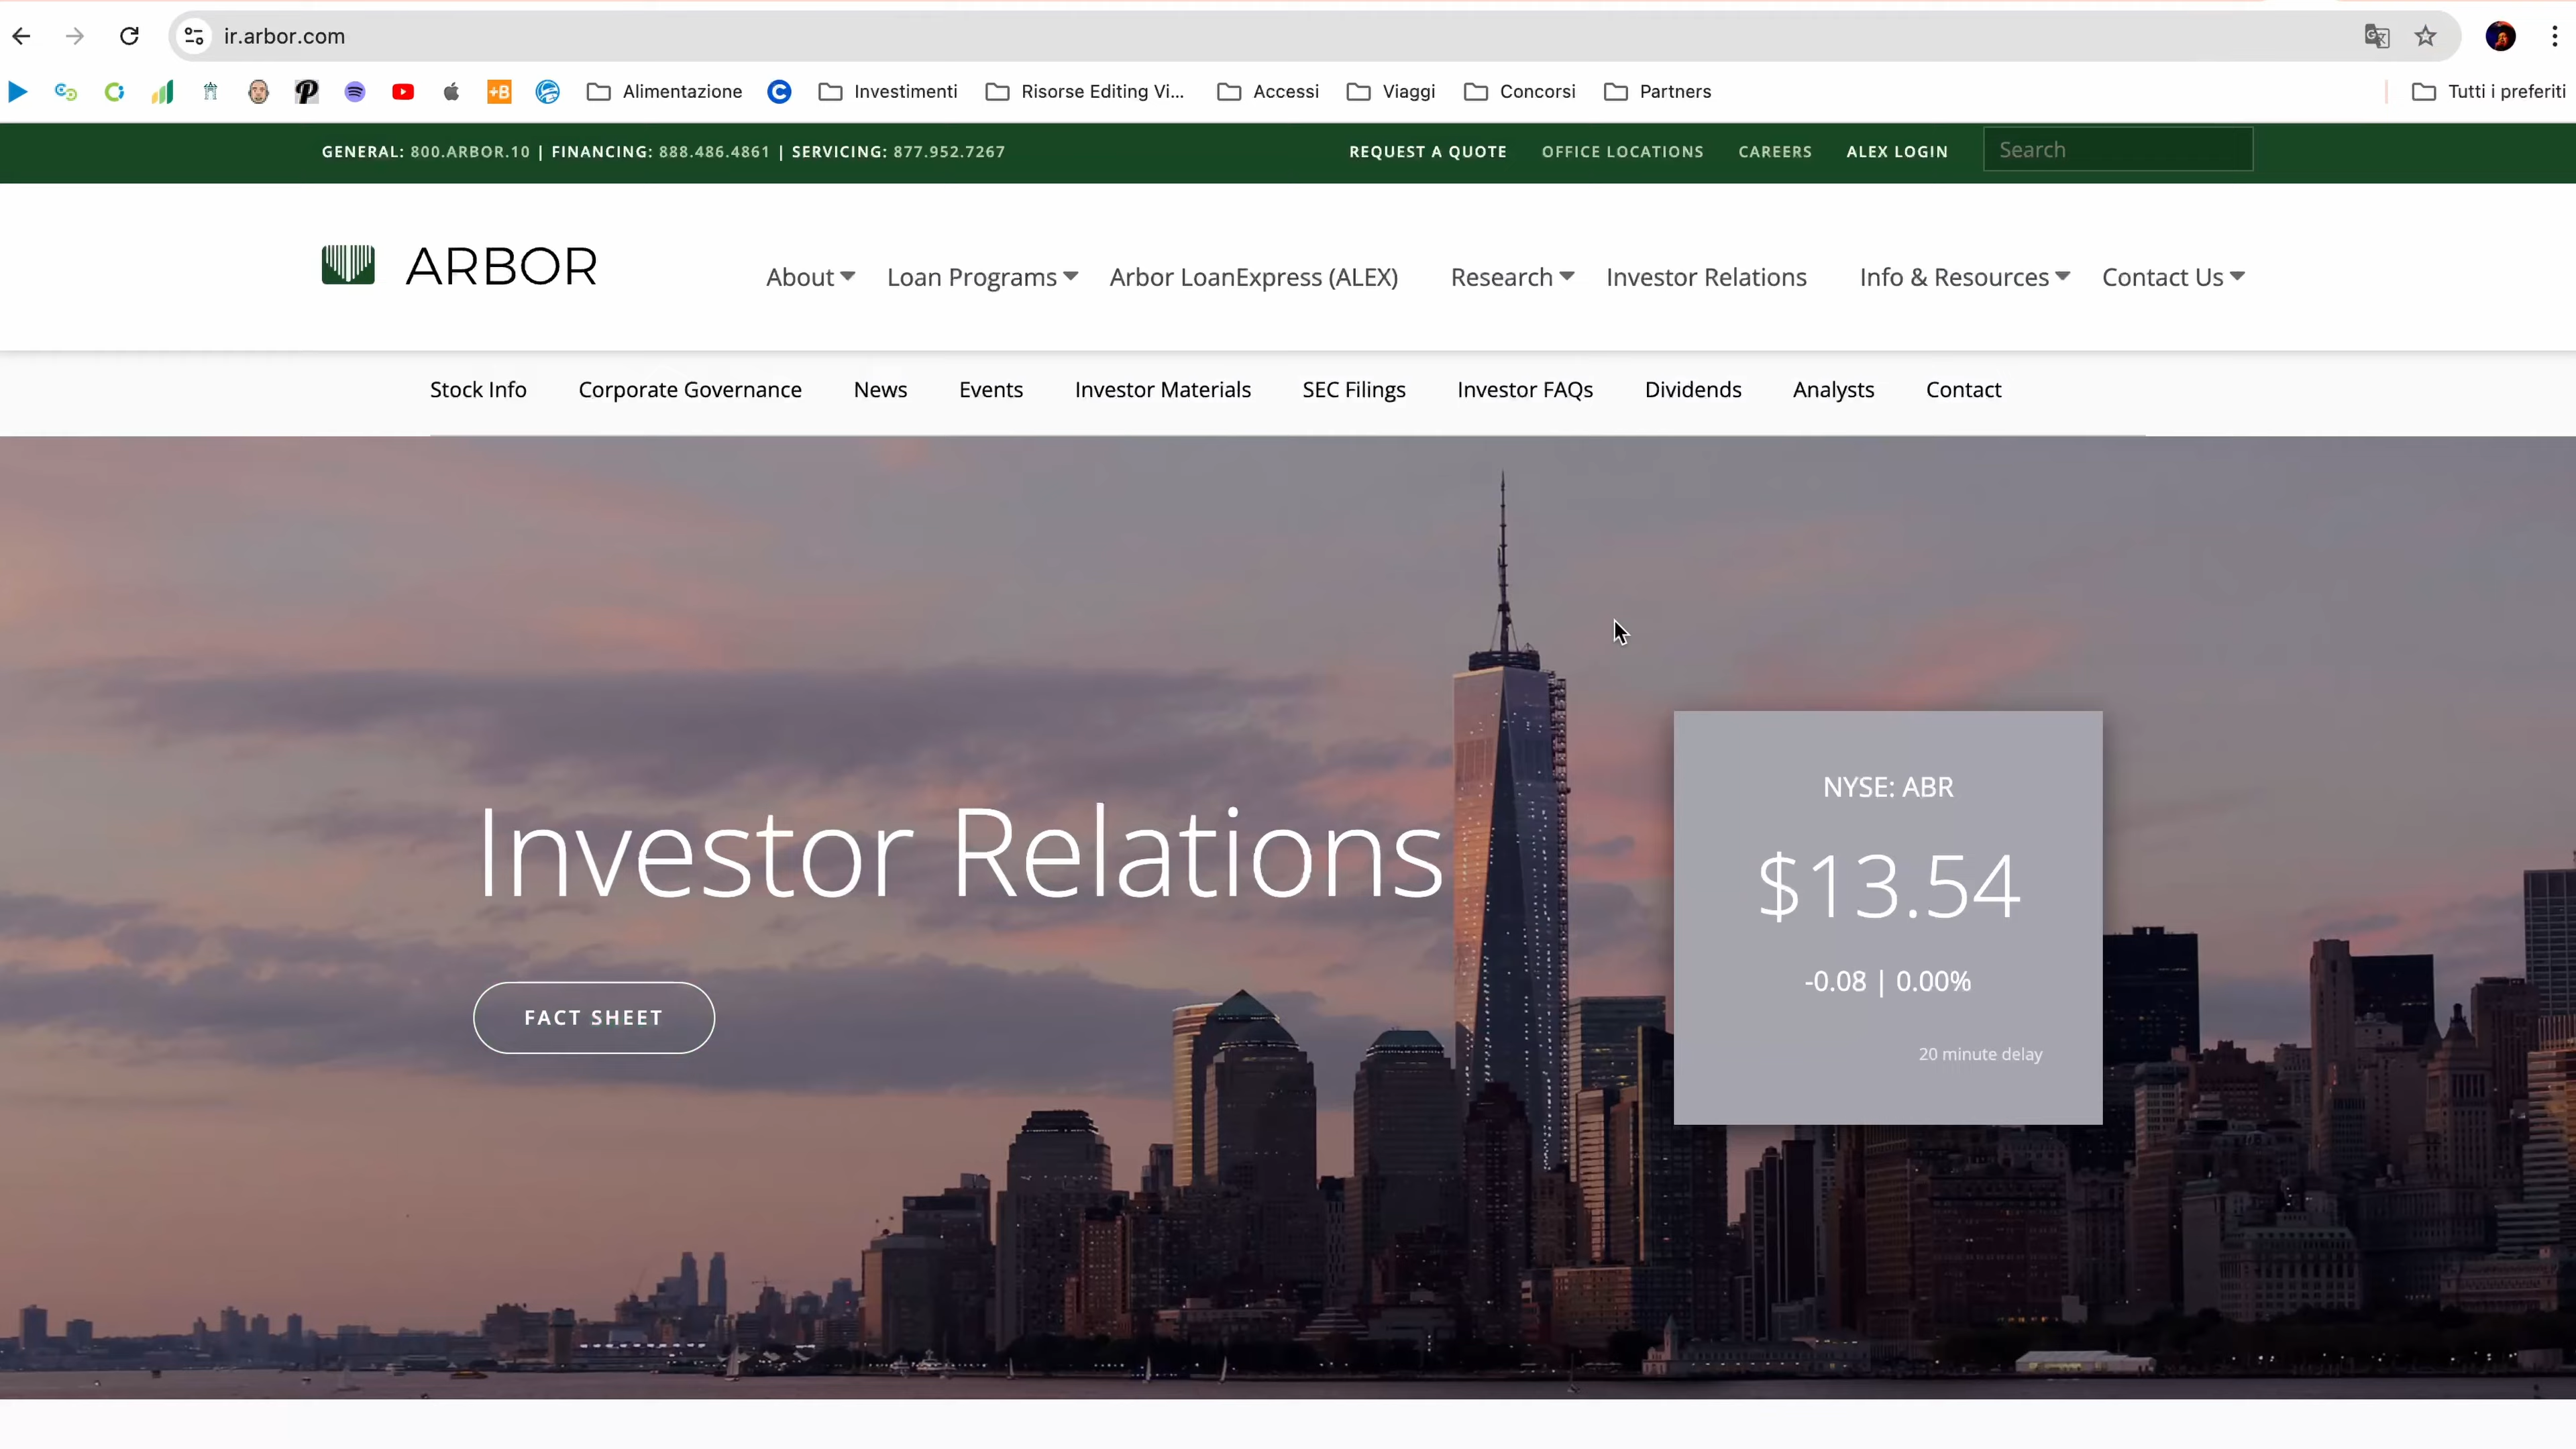 ir.arbor.com
Alimentazione Investimenti Risorse Editing Vi... Accessi Viaggi Concorsi Partners Tutti i preferiti
GENERAL: 800.ARBOR.10 | FINANCING: 888.486.4861 | SERVICING: 877.952.7267 REQUEST A QUOTE OFFICE LOCATIONS CAREERS ALEX LOGIN Search
ARBOR
About Loan Programs Arbor LoanExpress (ALEX) Research Investor Relations Info & Resources Contact Us
Stock Info Corporate Governance News Events Investor Materials SEC Filings Investor FAQs Dividends Analysts Contact
Investor Relations
FACT SHEET
NYSE: ABR
$13.54
-0.08 | 0.00%
20 minute delay